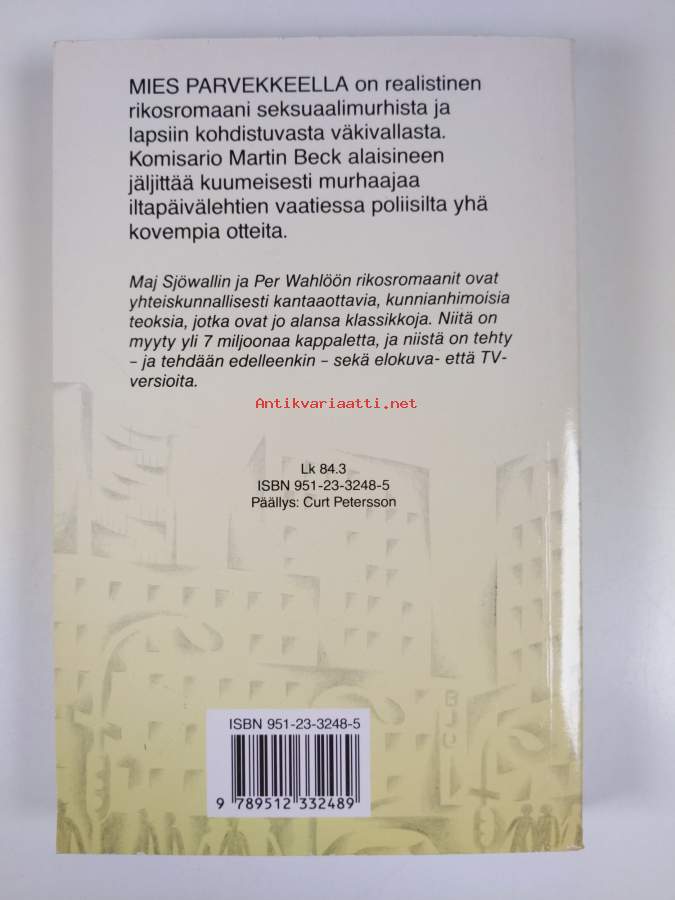 MIES PARVEKKEELLA on realistinen
rikosromaani seksuaalimurhista ja
lapsiin kohdistuvasta väkivallasta.
Komisario Martin Beck alaisineen
jäljittää kuumeisesti murhaajaa
iltapäivälehtien vaatiessa poliisilta yhä
kovempia otteita.
Maj Sjöwallin ja Per Wahlöön rikosromaanit ovat
yhteiskunnallisesti kantaaottavia, kunnianhimoisia
teoksia, jotka ovat jo alansa klassikkoja. Niitä on
myyty yli 7 miljoonaa kappaletta, ja niistä on tehty
– ja tehdään edelleenkin – sekä elokuva- että TV-
versioita.
Antikvariaatti.net
Lk 84.3
ISBN 951-23-3248-5
Päällys: Curt Petersson
ISBN 951-23-3248-5
9 789512 332489